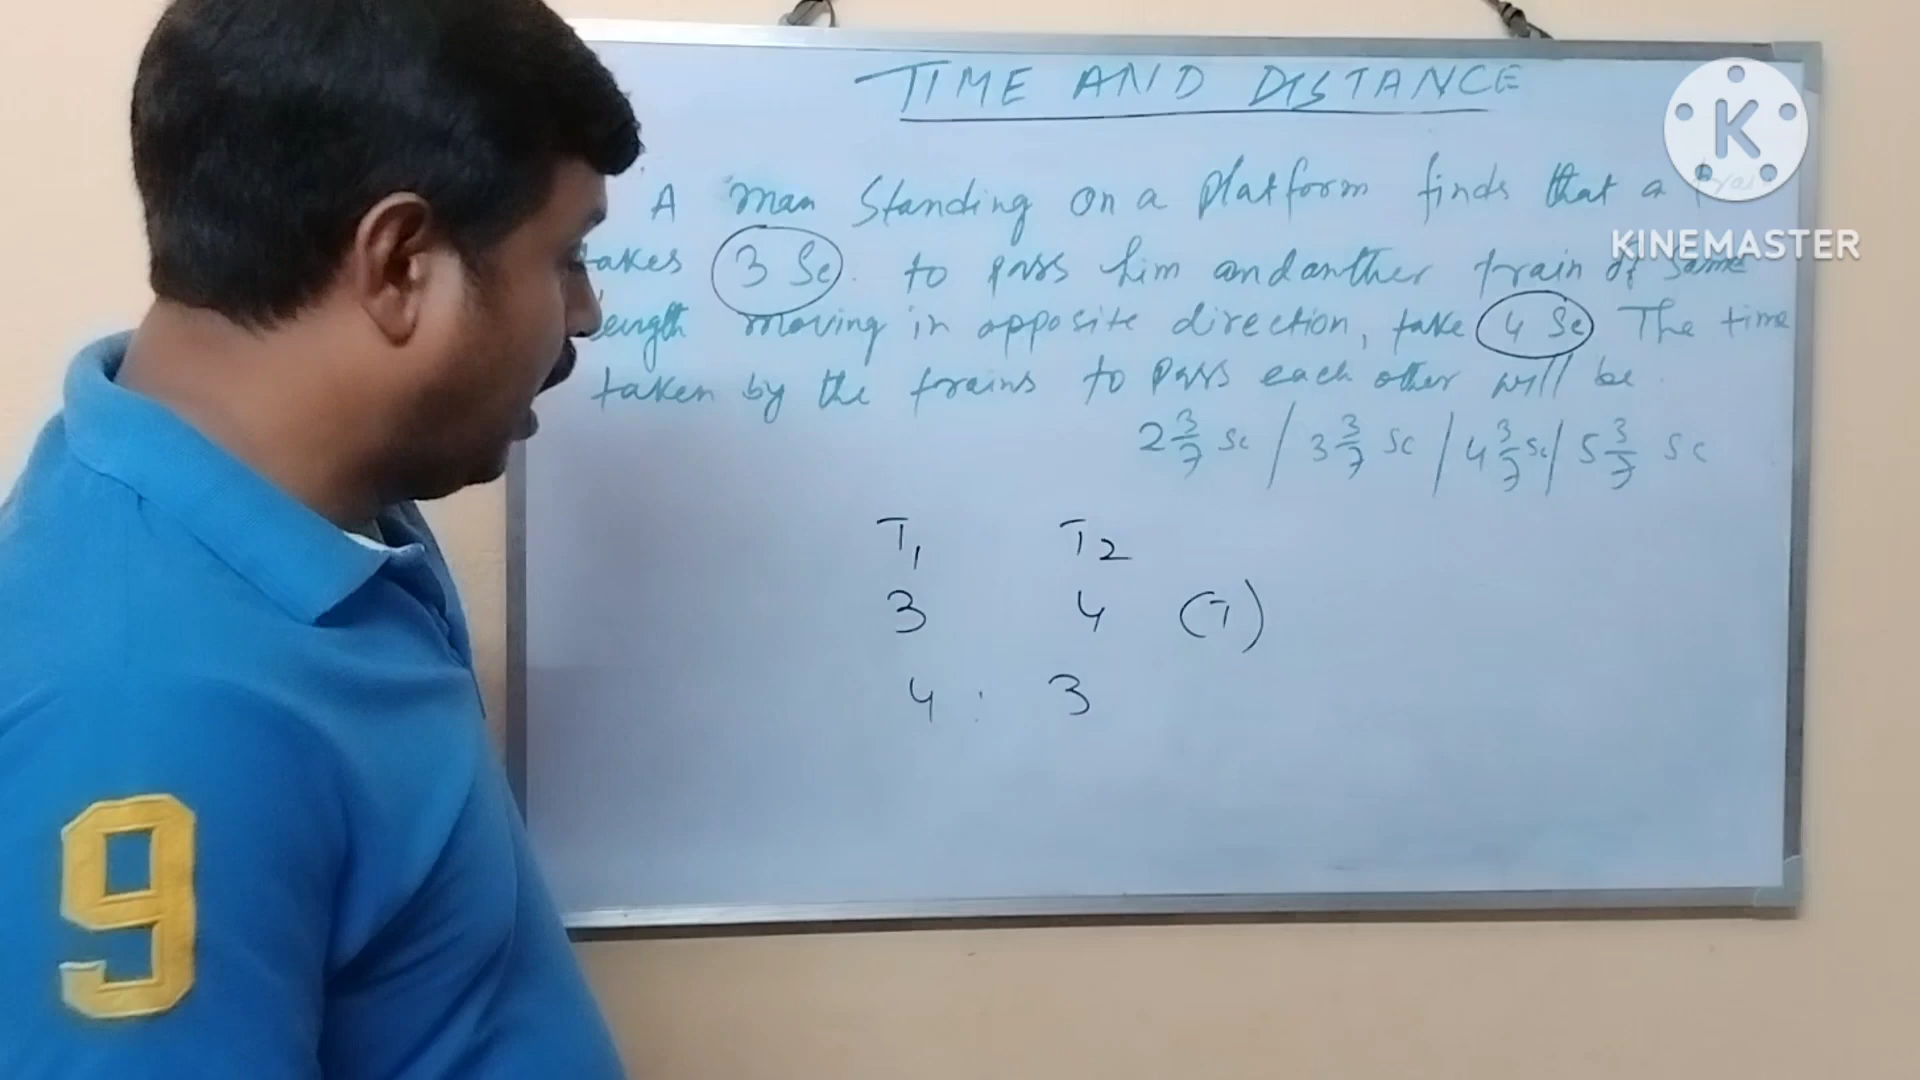 TIME AND DISTANCE
A man Standing on a Platform finds that a
takes 3 Sc. to pass him and another train of same
length moving in opposite direction, take 4 Sc The time
taken by the trains to pass each other will be
2 3/7 Sc / 3 3/7 Sc / 4 3/7 Sc / 5 3/7 Sc
T1 T2
3 4 (T)
4 : 3
K
KINEMASTER
9